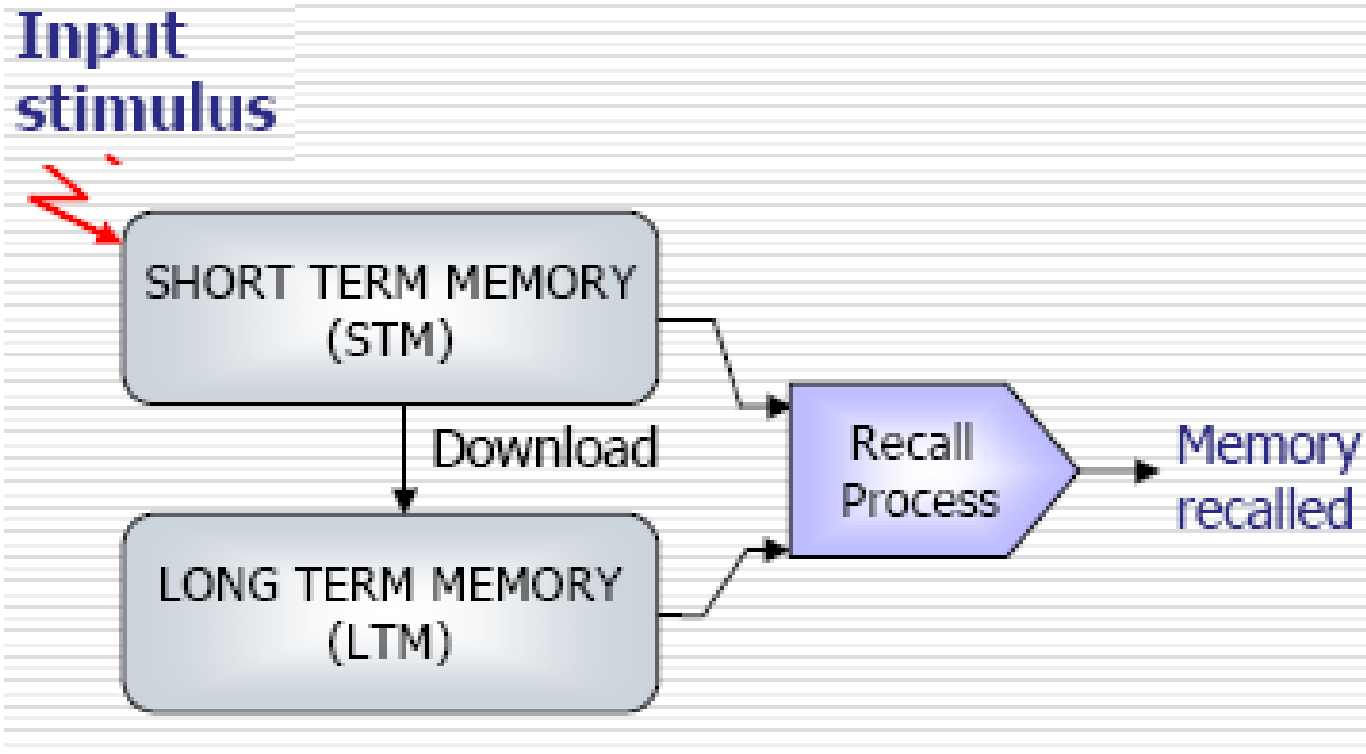 Input
stimulus
SHORT TERM MEMORY
(STM)
Download
LONG TERM MEMORY
(LTM)
Recall
Process
Memory
recalled